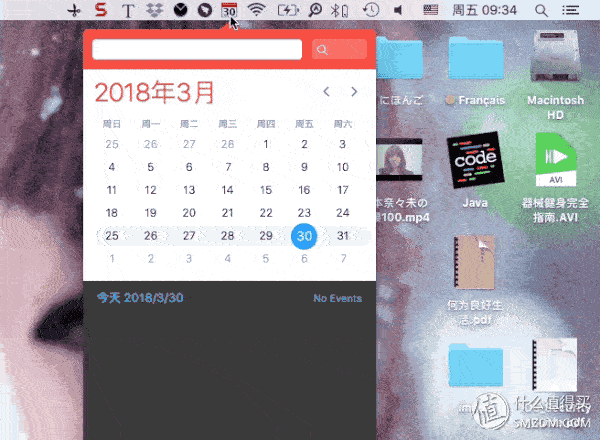 30
周五 09:34
2018年3月
周日 周一 周二 周三 周四 周五 周六
25 26 27 28 1 2 3
4 5 6 7 8 9 10
11 12 13 14 15 16 17
18 19 20 21 22 23 24
25 26 27 28 29 30 31
1 2 3 4 5 6 7
今天 2018/3/30 No Events
にほんご
Français
Macintosh
HD
本奈々未の
100.mp4
code
Java
AVI
器械健身完全
指南.AVI
何为良好生
活.pdf
值 什么值得买
SMZDM.COM